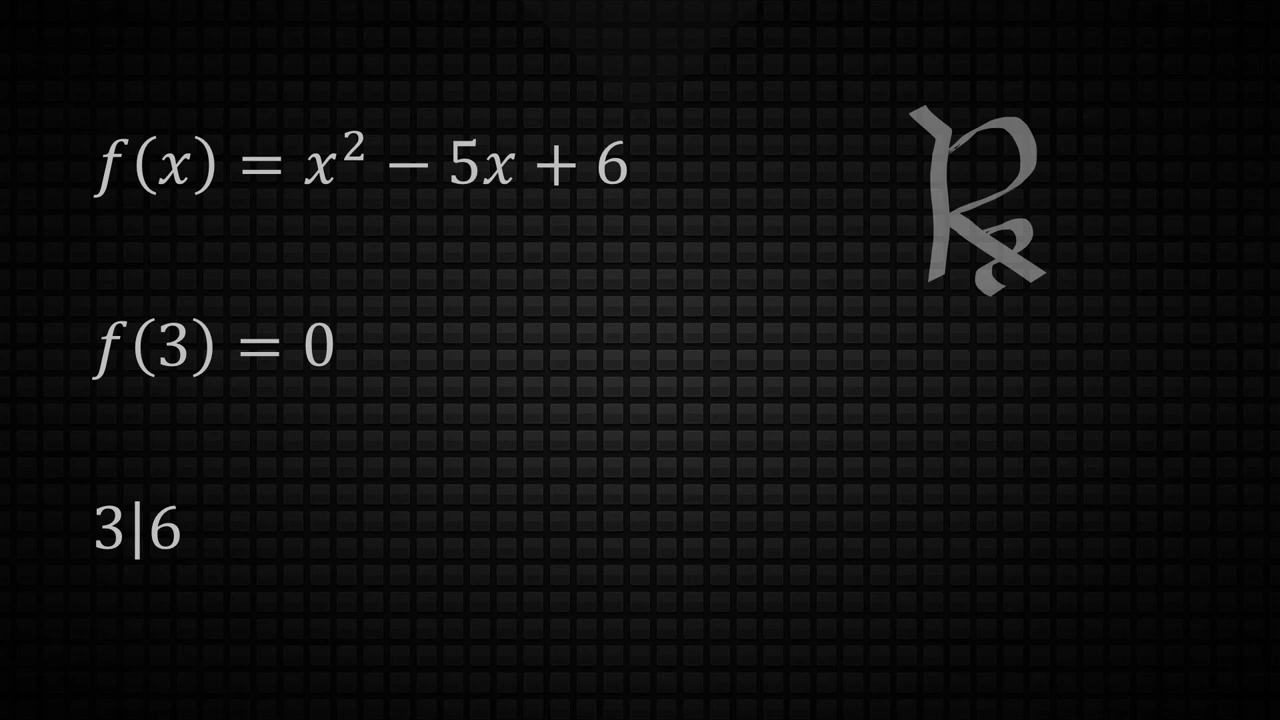 f(x) = x² − 5x + 6
f(3) = 0
3|6